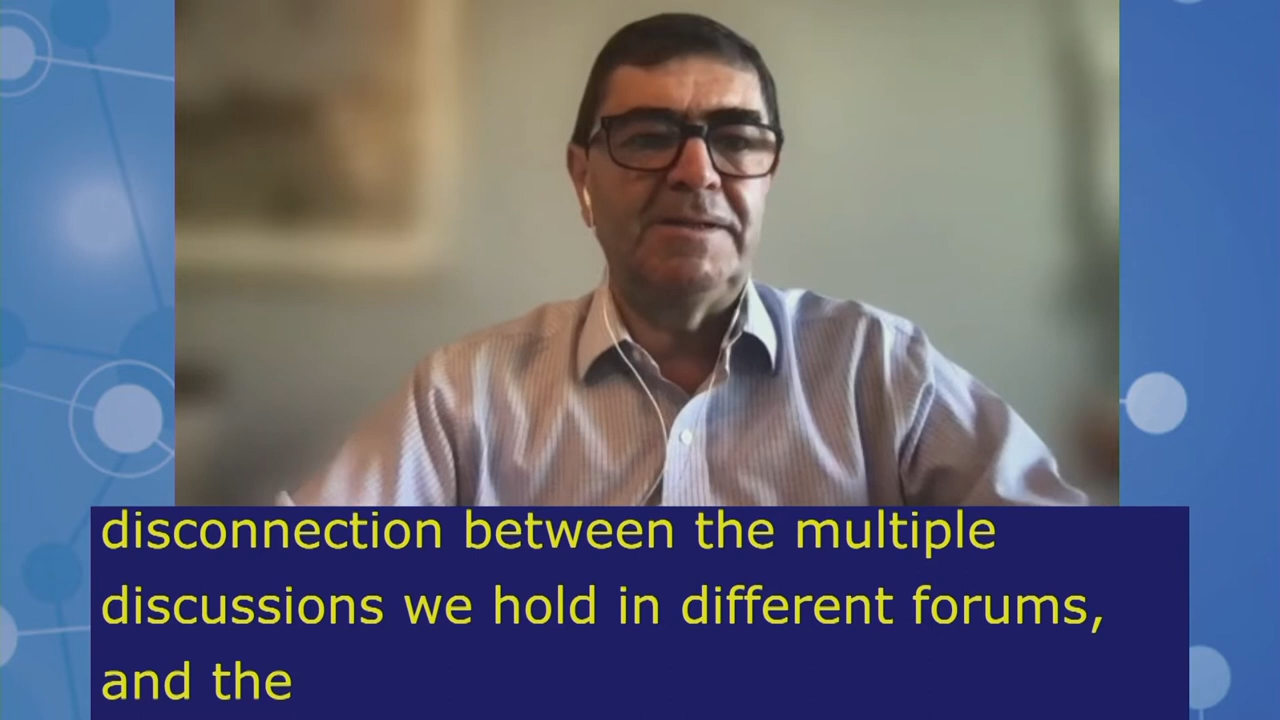 disconnection between the multiple
discussions we hold in different forums,
and the